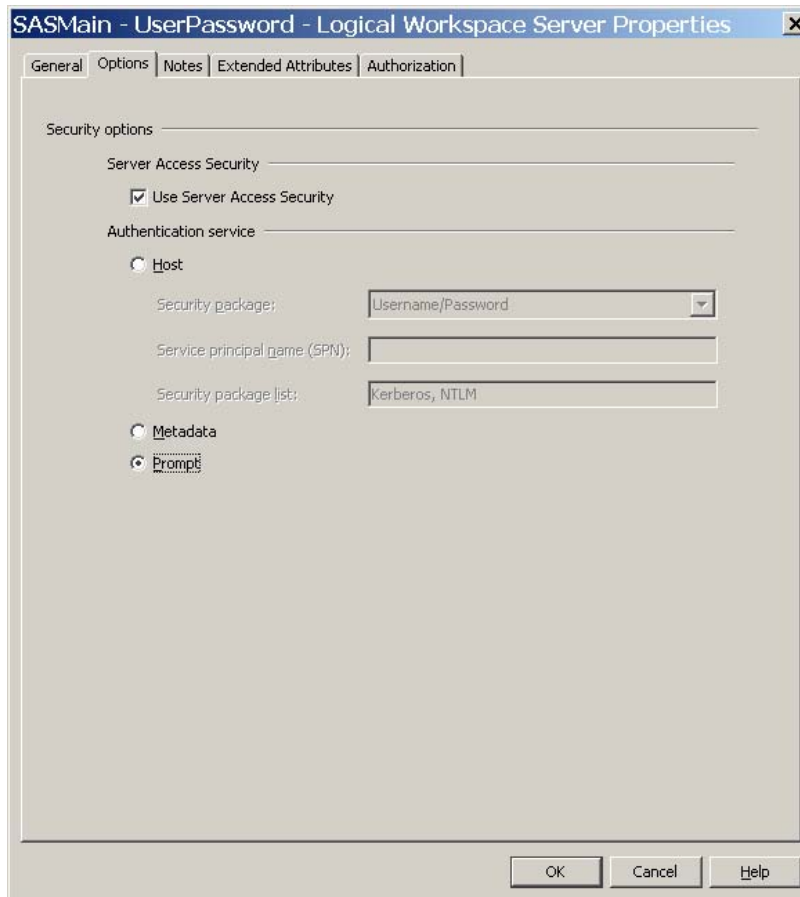 SASMain - UserPassword - Logical Workspace Server Properties
General Options Notes Extended Attributes Authorization
Security options
Server Access Security
Use Server Access Security
Authentication service
Host
Security package: Username/Password
Service principal name (SPN):
Security package list: Kerberos, NTLM
Metadata
Prompt
OK Cancel Help